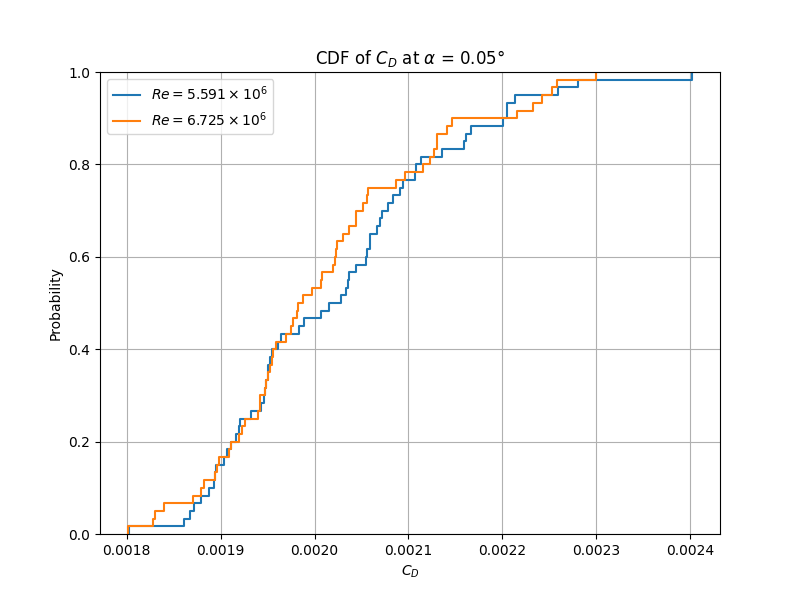 CDF of $C_D$ at $\alpha$ = 0.05°
$Re = 5.591 \times 10^6$
$Re = 6.725 \times 10^6$
Probability
1.0
0.8
0.6
0.4
0.2
0.0
0.0018 0.0019 0.0020 0.0021 0.0022 0.0023 0.0024
$C_D$